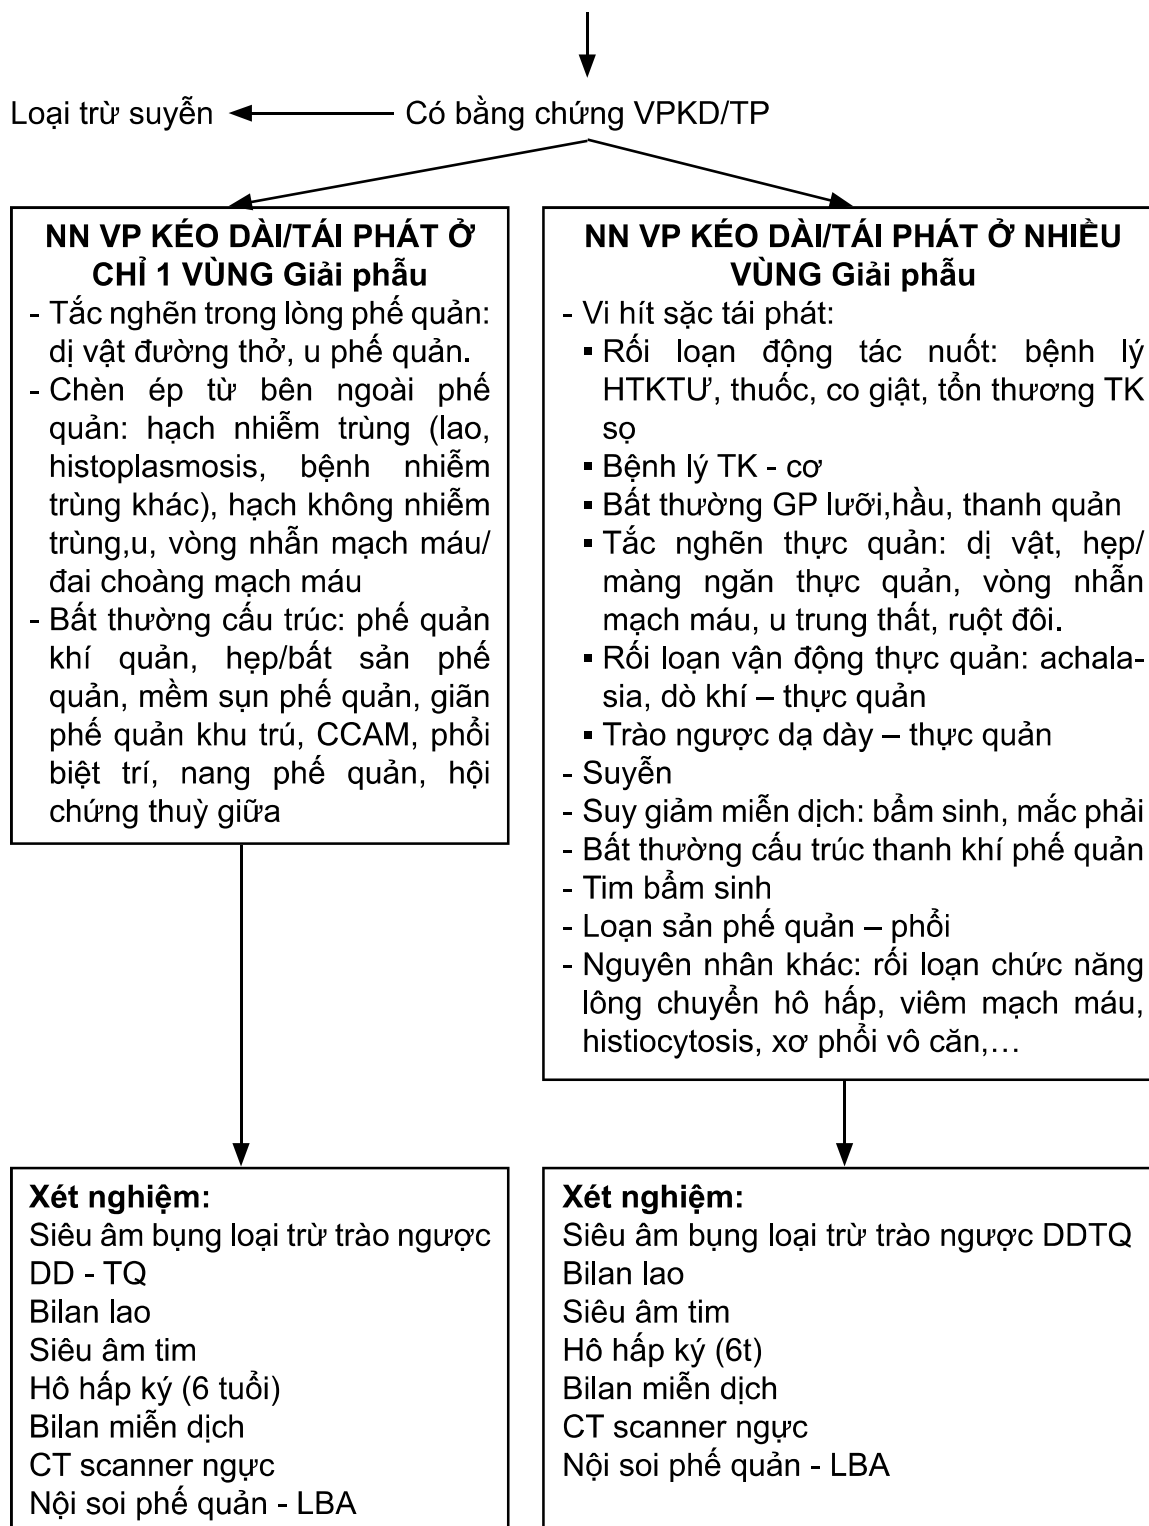 Loại trừ suyễn
Có bằng chứng VPKD/TP
NN VP KÉO DÀI/TÁI PHÁT Ở
CHỈ 1 VÙNG Giải phẫu
- Tắc nghẽn trong lòng phế quản:
dị vật đường thở, u phế quản.
- Chèn ép từ bên ngoài phế
quản: hạch nhiễm trùng (lao,
histoplasmosis, bệnh nhiễm
trùng khác), hạch không nhiễm
trùng,u, vòng nhẫn mạch máu/
đai choàng mạch máu
- Bất thường cấu trúc: phế quản
khí quản, hẹp/bất sản phế
quản, mềm sụn phế quản, giãn
phế quản khu trú, CCAM, phổi
biệt trí, nang phế quản, hội
chứng thuỳ giữa
NN VP KÉO DÀI/TÁI PHÁT Ở NHIỀU
VÙNG Giải phẫu
- Vi hít sặc tái phát:
▪ Rối loạn động tác nuốt: bệnh lý
HTKTƯ, thuốc, co giật, tổn thương TK
sọ
▪ Bệnh lý TK - cơ
▪ Bất thường GP lưỡi,hầu, thanh quản
▪ Tắc nghẽn thực quản: dị vật, hẹp/
màng ngăn thực quản, vòng nhẫn
mạch máu, u trung thất, ruột đôi.
▪ Rối loạn vận động thực quản: achala-
sia, dò khí – thực quản
▪ Trào ngược dạ dày – thực quản
- Suyễn
- Suy giảm miễn dịch: bẩm sinh, mắc phải
- Bất thường cấu trúc thanh khí phế quản
- Tim bẩm sinh
- Loạn sản phế quản – phổi
- Nguyên nhân khác: rối loạn chức năng
lông chuyển hô hấp, viêm mạch máu,
histiocytosis, xơ phổi vô căn,…
Xét nghiệm:
Siêu âm bụng loại trừ trào ngược
DD - TQ
Bilan lao
Siêu âm tim
Hô hấp ký (6 tuổi)
Bilan miễn dịch
CT scanner ngực
Nội soi phế quản - LBA
Xét nghiệm:
Siêu âm bụng loại trừ trào ngược DDTQ
Bilan lao
Siêu âm tim
Hô hấp ký (6t)
Bilan miễn dịch
CT scanner ngực
Nội soi phế quản - LBA